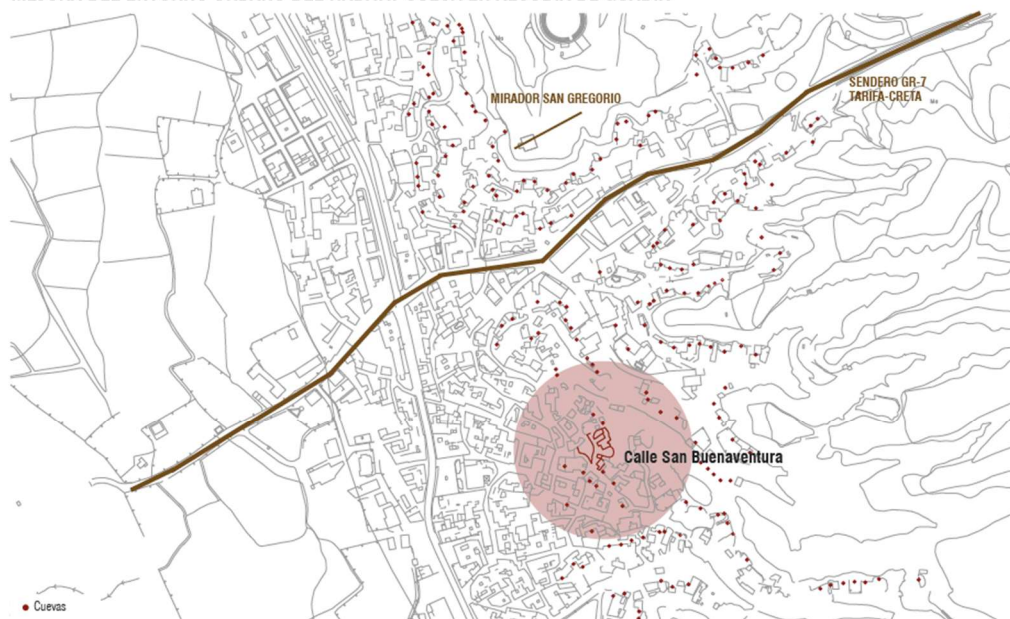 MIRADOR SAN GREGORIO
SENDERO GR-7
TARIFA-CRETA
Calle San Buenaventura
Cuevas